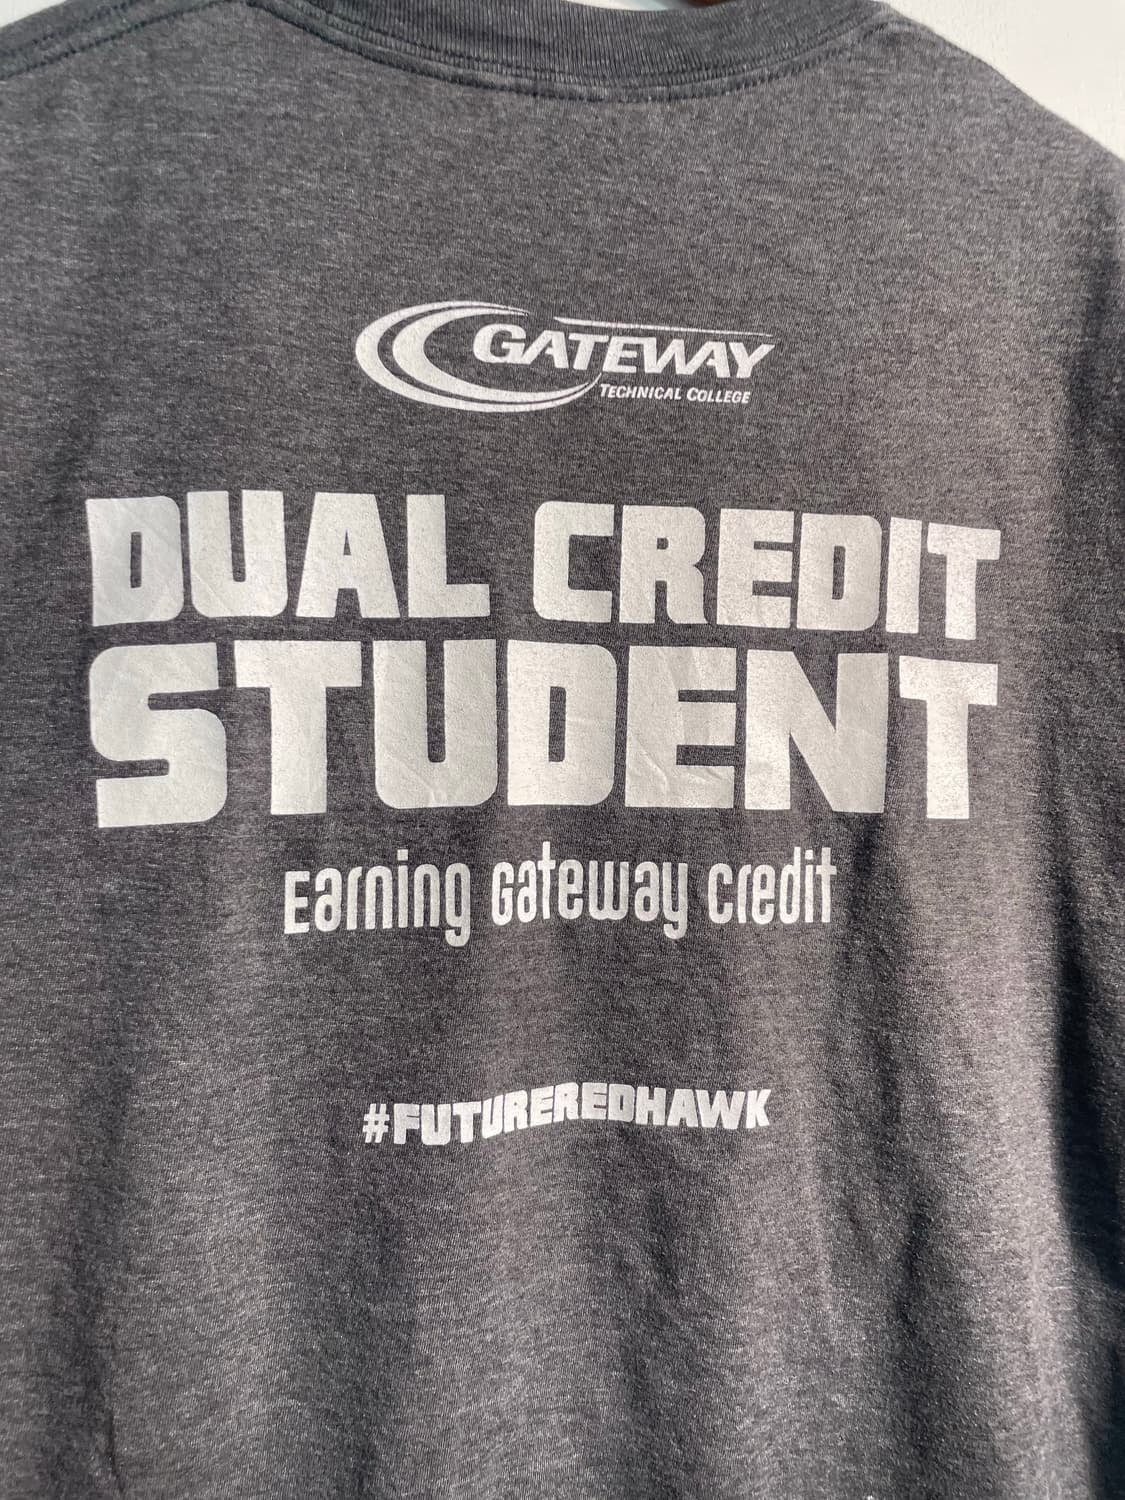 GATEWAY
TECHNICAL COLLEGE
DUAL CREDIT
STUDENT
Earning Gateway Credit
#FUTUREREDHAWK